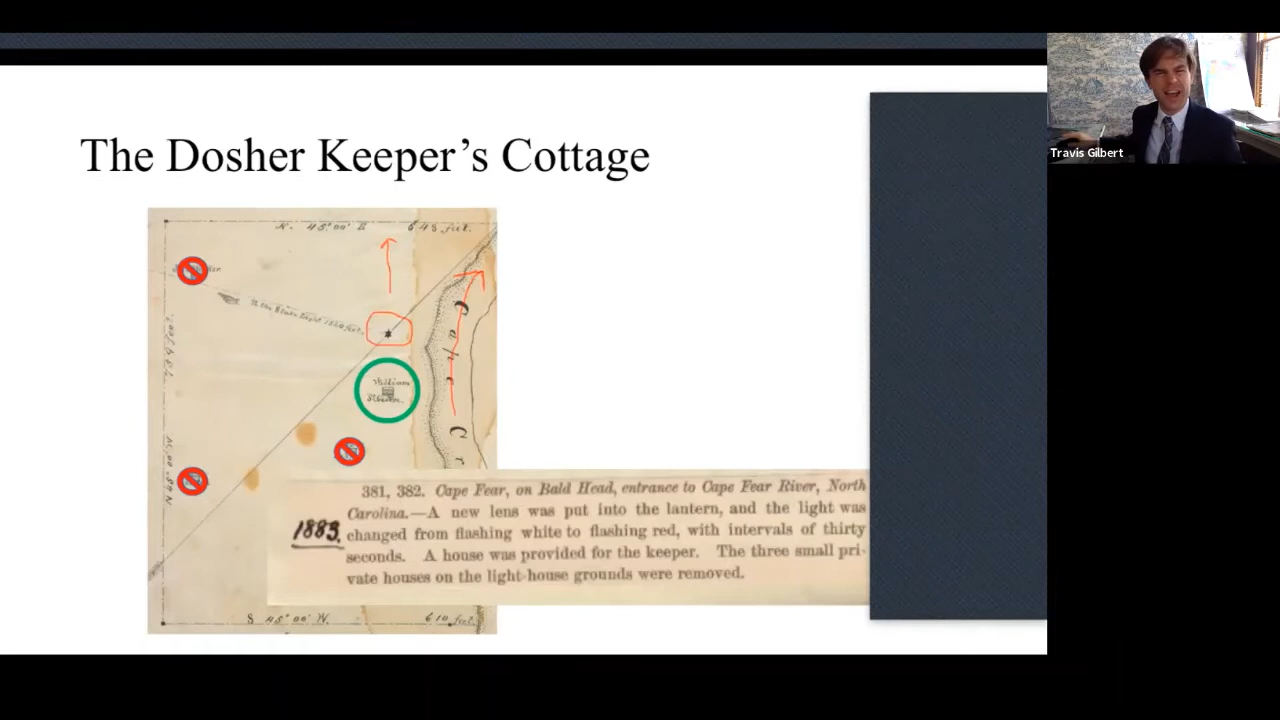 Travis Gilbert
The Dosher Keeper's Cottage
N. 45°00' E 643 feet.
Cape Cr
William
381, 382. Cape Fear, on Bald Head, entrance to Cape Fear River, North
Carolina.—A new lens was put into the lantern, and the light was
1883. changed from flashing white to flashing red, with intervals of thirty
seconds. A house was provided for the keeper. The three small pri-
vate houses on the light-house grounds were removed.
S 45°00' W. 610 feet.